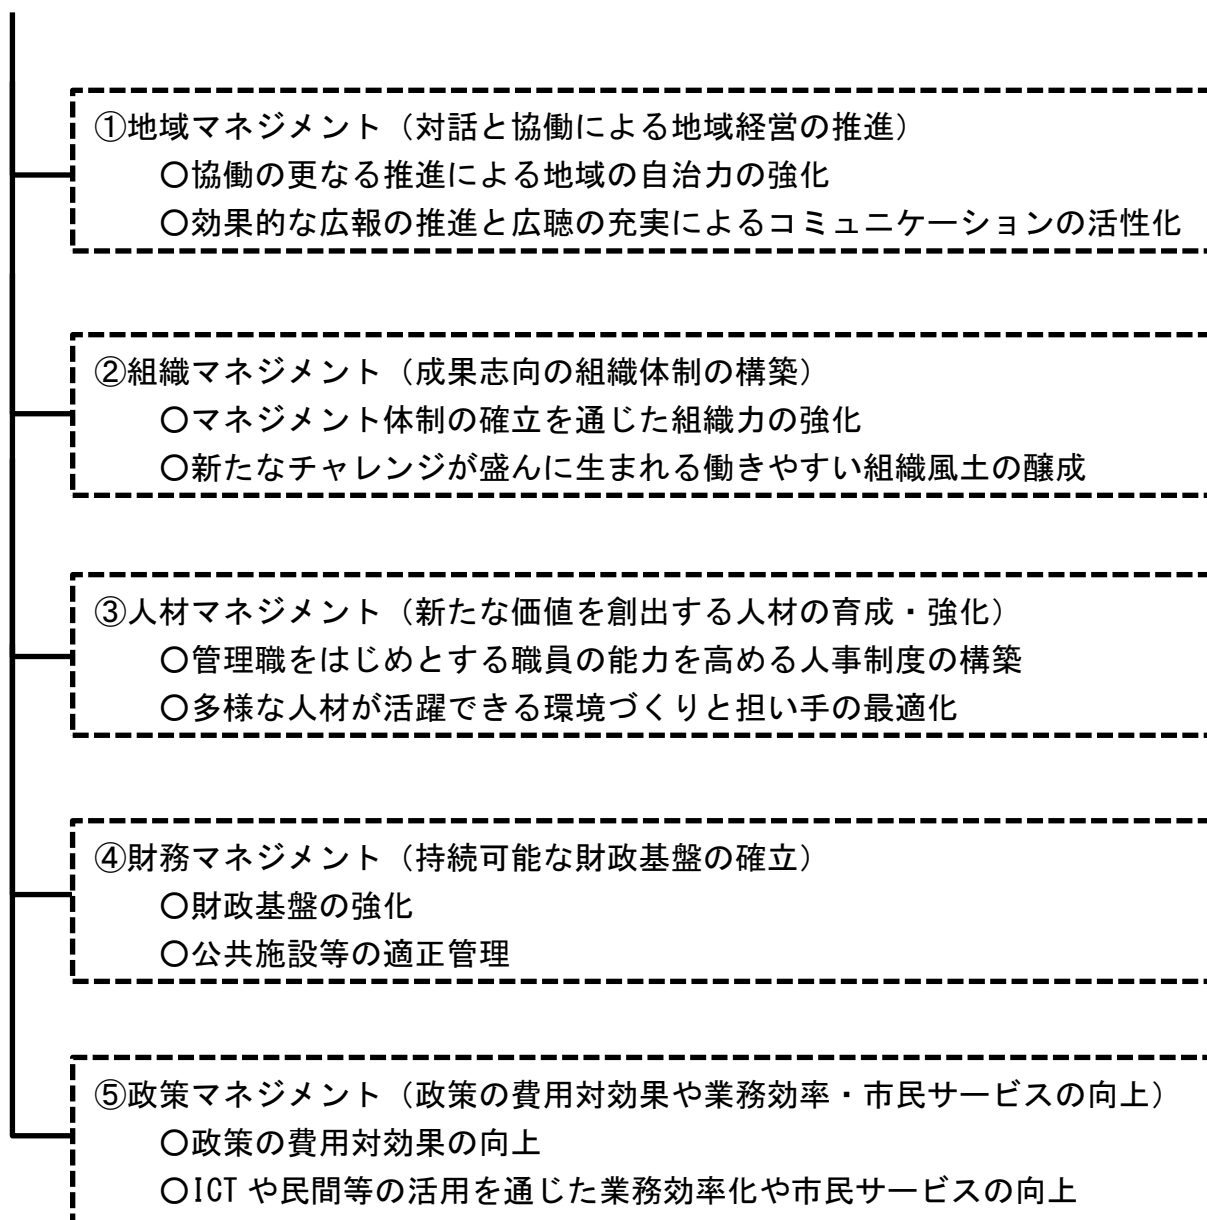 ①地域マネジメント（対話と協働による地域経営の推進）
○協働の更なる推進による地域の自治力の強化
○効果的な広報の推進と広聴の充実によるコミュニケーションの活性化
②組織マネジメント（成果志向の組織体制の構築）
○マネジメント体制の確立を通じた組織力の強化
○新たなチャレンジが盛んに生まれる働きやすい組織風土の醸成
③人材マネジメント（新たな価値を創出する人材の育成・強化）
○管理職をはじめとする職員の能力を高める人事制度の構築
○多様な人材が活躍できる環境づくりと担い手の最適化
④財務マネジメント（持続可能な財政基盤の確立）
○財政基盤の強化
○公共施設等の適正管理
⑤政策マネジメント（政策の費用対効果や業務効率・市民サービスの向上）
○政策の費用対効果の向上
○ICT や民間等の活用を通じた業務効率化や市民サービスの向上